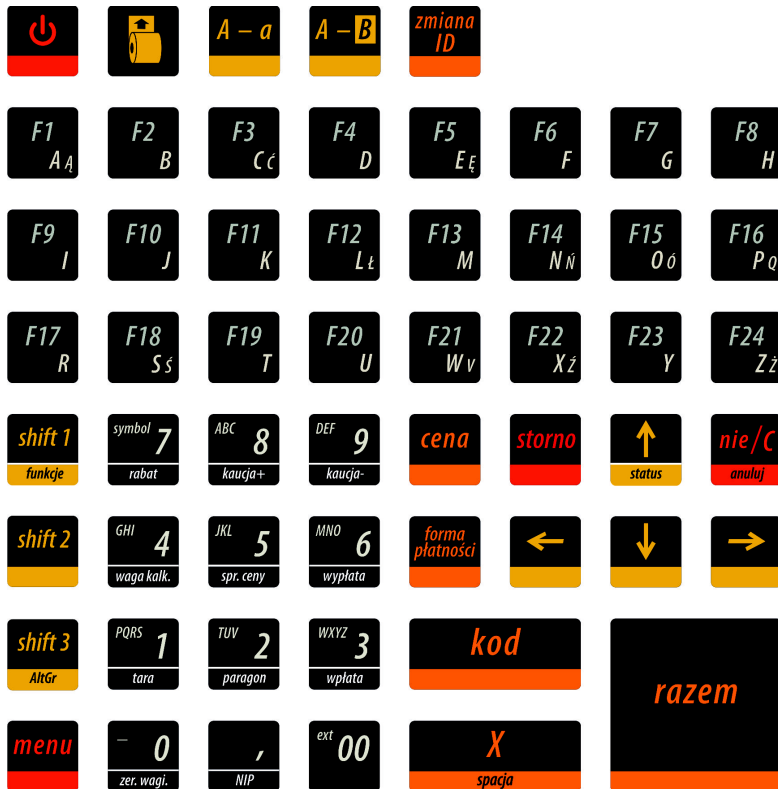 A – a
A – B
zmiana
ID
F1
A Ą
F2
B
F3
C Ć
F4
D
F5
E Ę
F6
F
F7
G
F8
H
F9
I
F10
J
F11
K
F12
L Ł
F13
M
F14
N Ń
F15
O Ó
F16
P Q
F17
R
F18
S Ś
F19
T
F20
U
F21
W V
F22
X Ź
F23
Y
F24
Z Ż
shift 1
funkcje
symbol 7
rabat
ABC 8
kaucja+
DEF 9
kaucja-
cena
storno
status
nie/C
anuluj
shift 2
GHI 4
waga kalk.
JKL 5
spr. ceny
MNO 6
wypłata
forma
płatności
shift 3
AltGr
PQRS 1
tara
TUV 2
paragon
WXYZ 3
wpłata
kod
razem
menu
– 0
zer. wagi.
,
NIP
ext 00
X
spacja